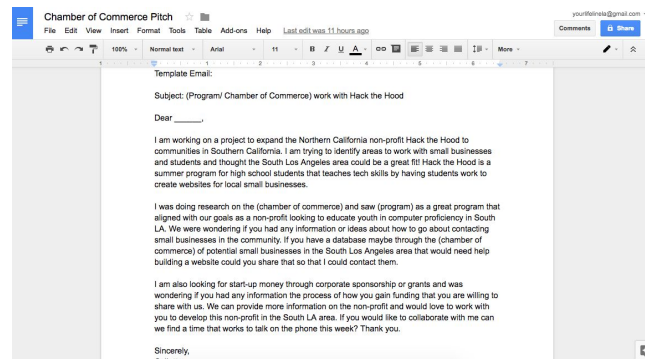 Chamber of Commerce Pitch
yourlifeinsla@gmail.com
File Edit View Insert Format Tools Table Add-ons Help Last edit was 11 hours ago
Comments Share
100% Normal text Arial 11 B I U A More
1 1 2 3 4 5 6 7
Template Email:
Subject: (Program/ Chamber of Commerce) work with Hack the Hood
Dear ______,
I am working on a project to expand the Northern California non-profit Hack the Hood to
communities in Southern California. I am trying to identify areas to work with small businesses
and students and thought the South Los Angeles area could be a great fit! Hack the Hood is a
summer program for high school students that teaches tech skills by having students work to
create websites for local small businesses.
I was doing research on the (chamber of commerce) and saw (program) as a great program that
aligned with our goals as a non-profit looking to educate youth in computer proficiency in South
LA. We were wondering if you had any information or ideas about how to go about contacting
small businesses in the community. If you have a database maybe through the (chamber of
commerce) of potential small businesses in the South Los Angeles area that would need help
building a website could you share that so that I could contact them.
I am also looking for start-up money through corporate sponsorship or grants and was
wondering if you had any information the process of how you gain funding that you are willing to
share with us. We can provide more information on the non-profit and would love to work with
you to develop this non-profit in the South LA area. If you would like to collaborate with me can
we find a time that works to talk on the phone this week? Thank you.
Sincerely,